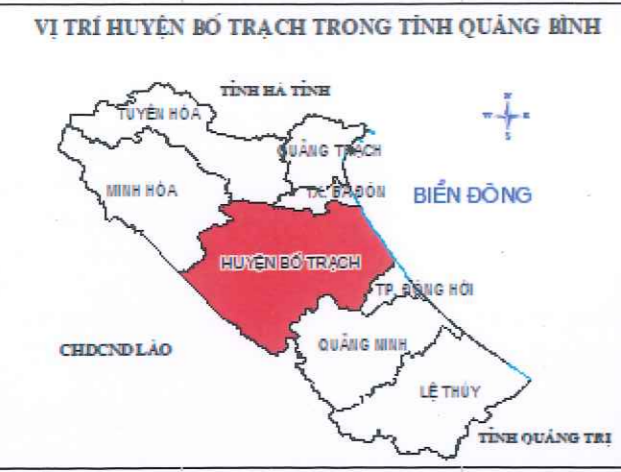 VỊ TRÍ HUYỆN BỐ TRẠCH TRONG TỈNH QUẢNG BÌNH
TỈNH HÀ TĨNH
TUYÊN HÓA
N
W E
S
QUẢNG TRẠCH
MINH HÓA
TX. BA ĐỒN
BIỂN ĐÔNG
HUYỆN BỐ TRẠCH
TP. ĐỒNG HỚI
QUẢNG NINH
CHDCND LÀO
LỆ THỦY
TỈNH QUẢNG TRỊ